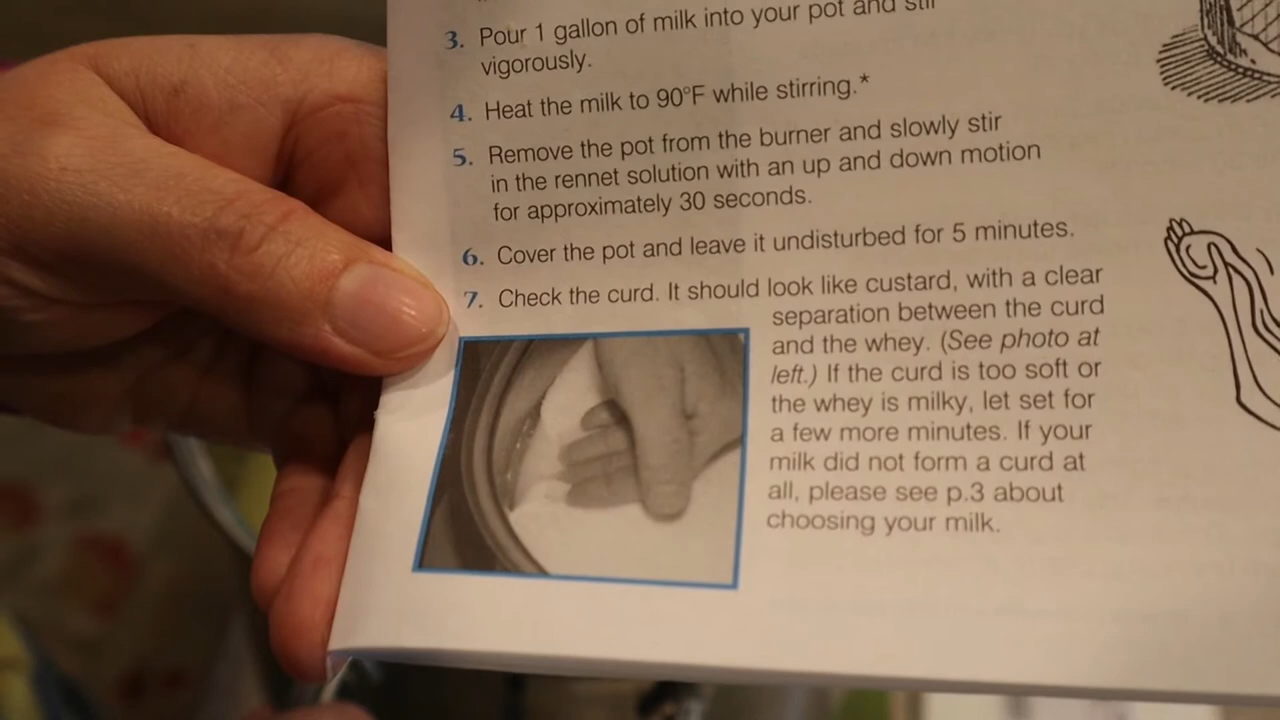 3. Pour 1 gallon of milk into your pot and stir
vigorously.
4. Heat the milk to 90°F while stirring.*
5. Remove the pot from the burner and slowly stir
in the rennet solution with an up and down motion
for approximately 30 seconds.
6. Cover the pot and leave it undisturbed for 5 minutes.
7. Check the curd. It should look like custard, with a clear
separation between the curd
and the whey. (See photo at
left.) If the curd is too soft or
the whey is milky, let set for
a few more minutes. If your
milk did not form a curd at
all, please see p.3 about
choosing your milk.